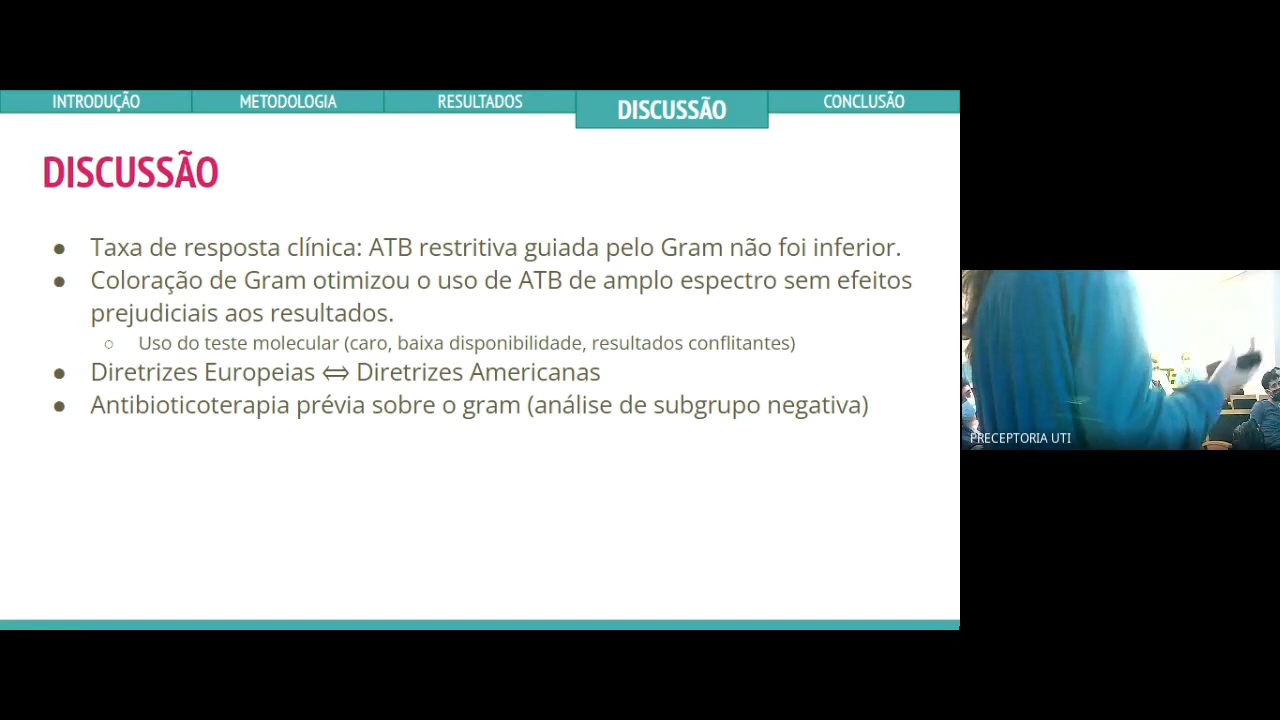 INTRODUÇÃO METODOLOGIA RESULTADOS DISCUSSÃO CONCLUSÃO
DISCUSSÃO
● Taxa de resposta clínica: ATB restritiva guiada pelo Gram não foi inferior.
● Coloração de Gram otimizou o uso de ATB de amplo espectro sem efeitos
prejudiciais aos resultados.
○ Uso do teste molecular (caro, baixa disponibilidade, resultados conflitantes)
● Diretrizes Europeias ⇔ Diretrizes Americanas
● Antibioticoterapia prévia sobre o gram (análise de subgrupo negativa)
PRECEPTORIA UTI